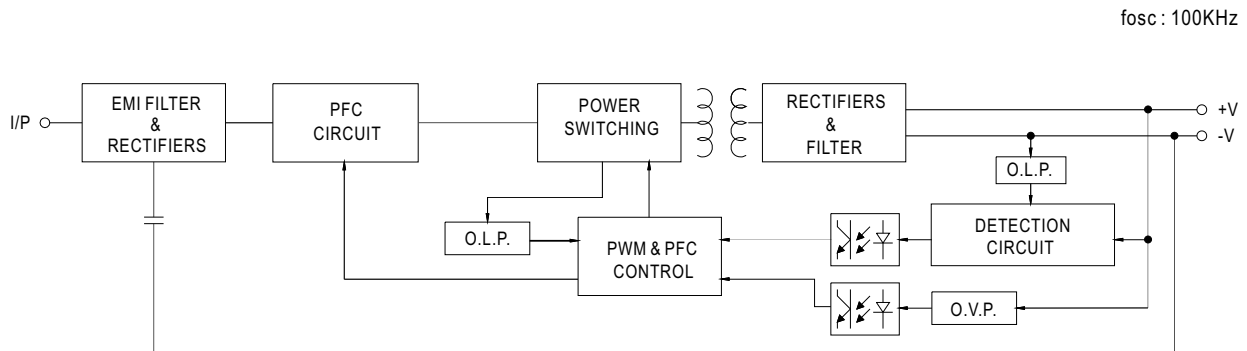 fosc : 100KHz
I/P
EMI FILTER
&
RECTIFIERS
PFC
CIRCUIT
POWER
SWITCHING
RECTIFIERS
&
FILTER
+V
-V
O.L.P.
O.L.P.
PWM & PFC
CONTROL
DETECTION
CIRCUIT
O.V.P.